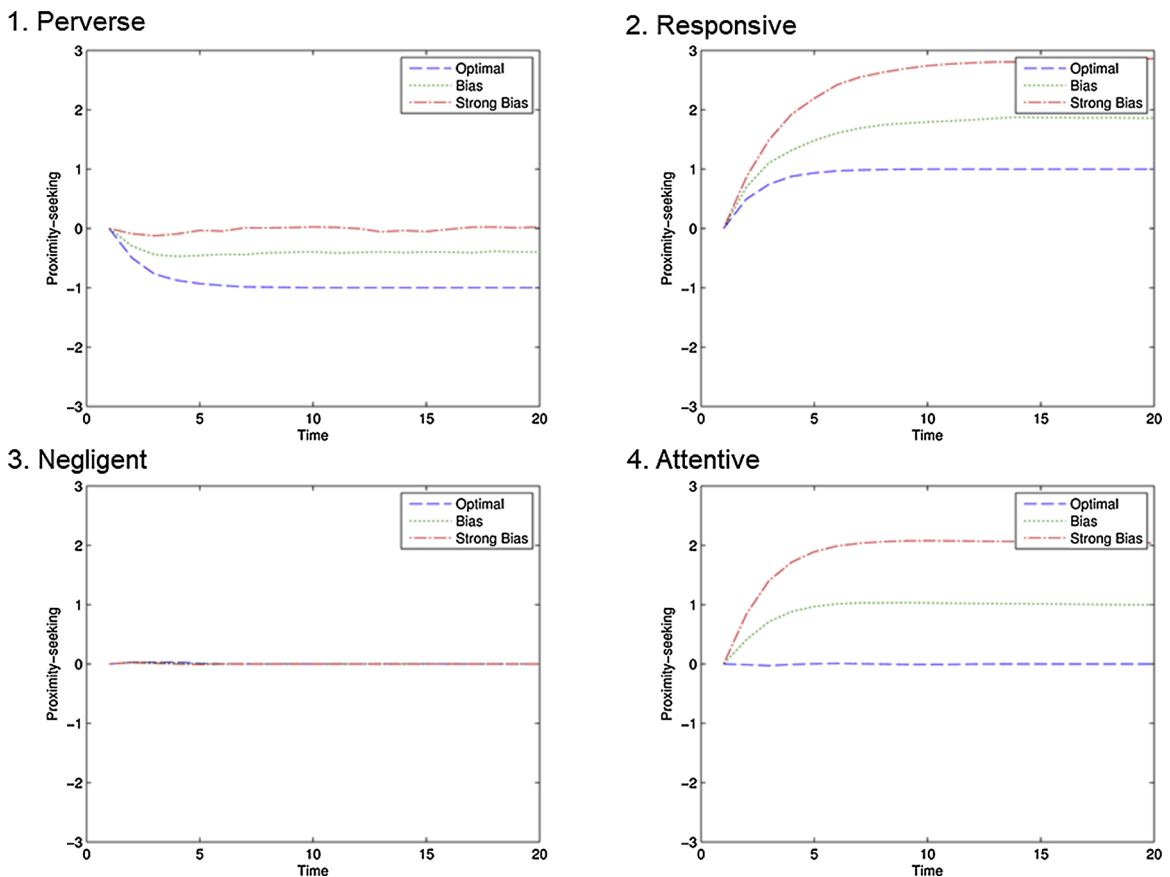 1. Perverse
3
2
1
0
−1
−2
−3
Proximity−seeking
Optimal
Bias
Strong Bias
0 5 10 15 20
Time
2. Responsive
3
2
1
0
−1
−2
−3
Proximity−seeking
Optimal
Bias
Strong Bias
0 5 10 15 20
Time
3. Negligent
3
2
1
0
−1
−2
−3
Proximity−seeking
Optimal
Bias
Strong Bias
0 5 10 15 20
Time
4. Attentive
3
2
1
0
−1
−2
−3
Proximity−seeking
Optimal
Bias
Strong Bias
0 5 10 15 20
Time